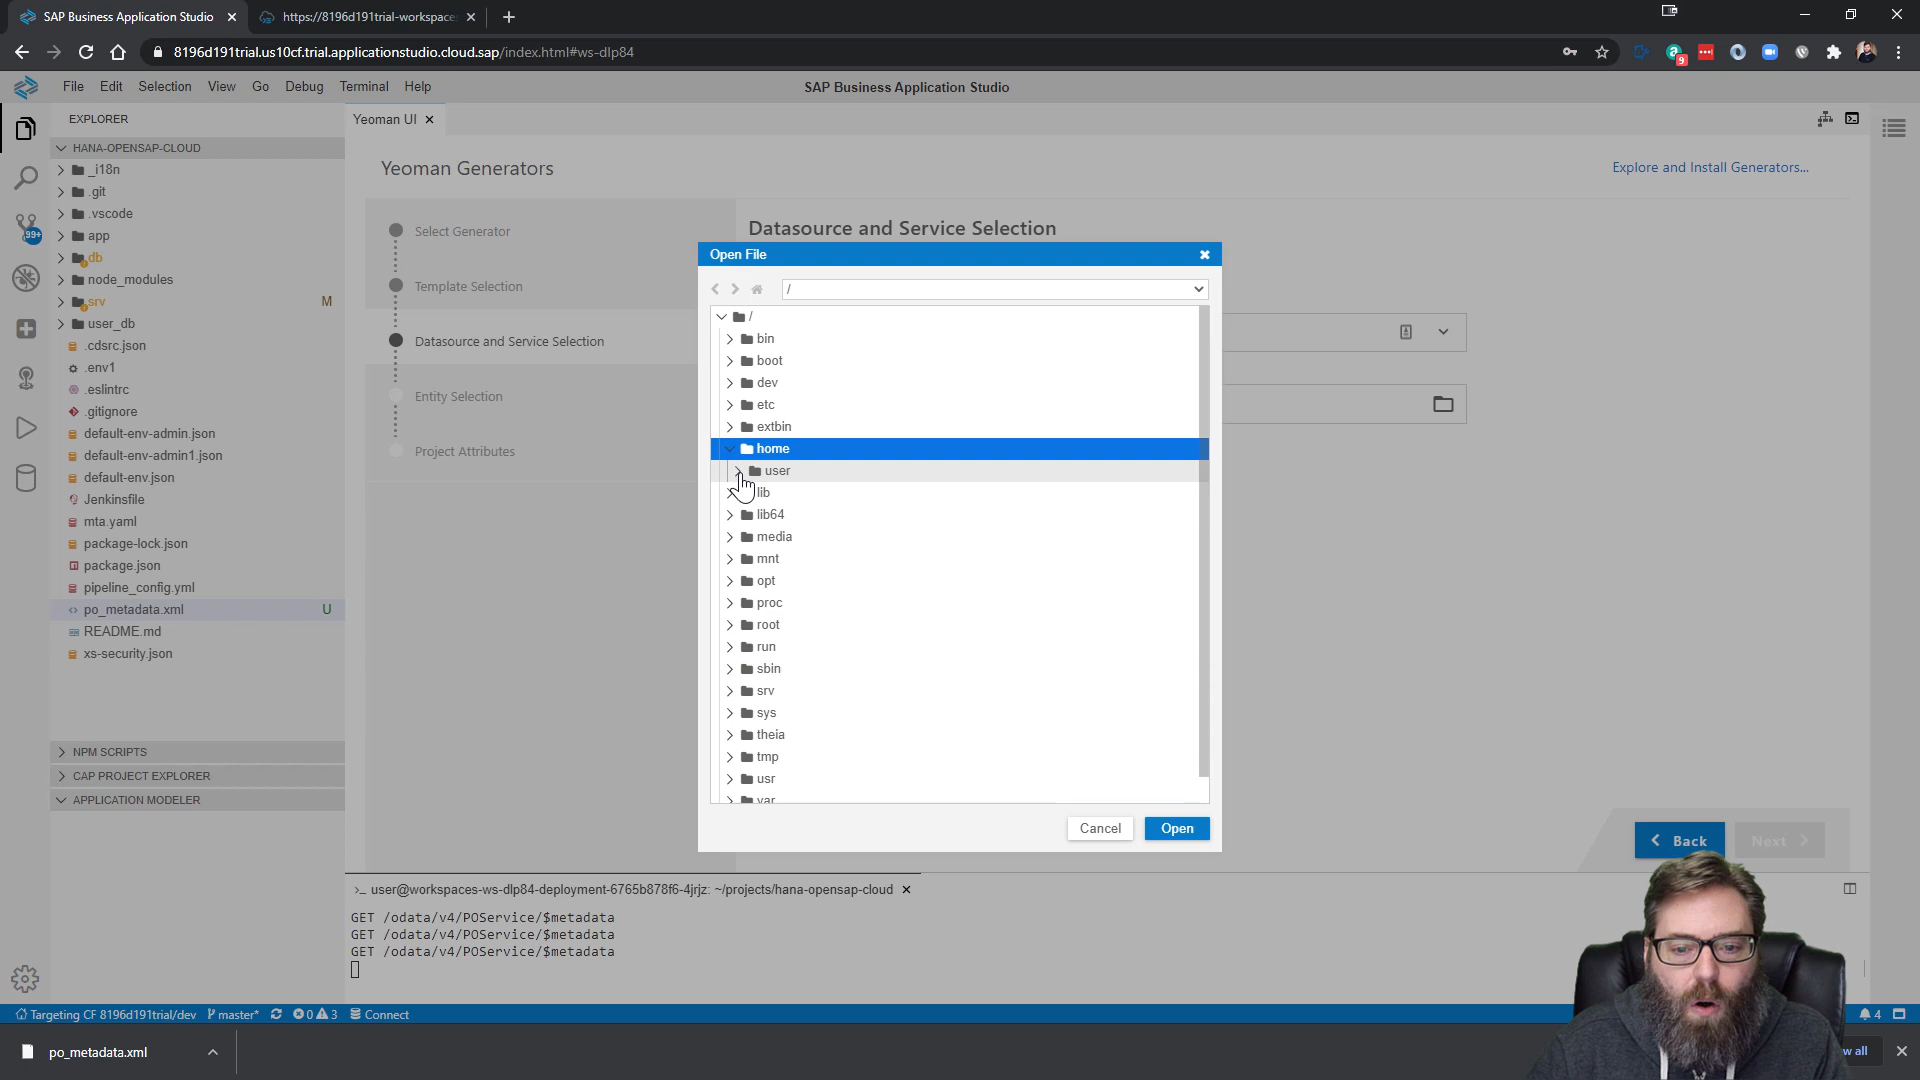 SAP Business Application Studio
https://8196d191trial-workspaces
8196d191trial.us10cf.trial.applicationstudio.cloud.sap/index.html#ws-dlp84
9
File Edit Selection View Go Debug Terminal Help
SAP Business Application Studio
EXPLORER
HANA-OPENSAP-CLOUD
_i18n
.git
.vscode
app
db
node_modules
srv M
user_db
.cdsrc.json
.env1
.eslintrc
.gitignore
default-env-admin.json
default-env-admin1.json
default-env.json
Jenkinsfile
mta.yaml
package-lock.json
package.json
pipeline_config.yml
po_metadata.xml U
README.md
xs-security.json
99+
NPM SCRIPTS
CAP PROJECT EXPLORER
APPLICATION MODELER
Yeoman UI
Yeoman Generators
Explore and Install Generators...
Select Generator
Template Selection
Datasource and Service Selection
Entity Selection
Project Attributes
Datasource and Service Selection
Open File
/
/
bin
boot
dev
etc
extbin
home
user
lib
lib64
media
mnt
opt
proc
root
run
sbin
srv
sys
theia
tmp
usr
var
Cancel Open
Back Next
>_ user@workspaces-ws-dlp84-deployment-6765b878f6-4jrjz: ~/projects/hana-opensap-cloud
GET /odata/v4/POService/$metadata
GET /odata/v4/POService/$metadata
GET /odata/v4/POService/$metadata
Targeting CF 8196d191trial/dev master* 0 3 Connect
4
po_metadata.xml
w all